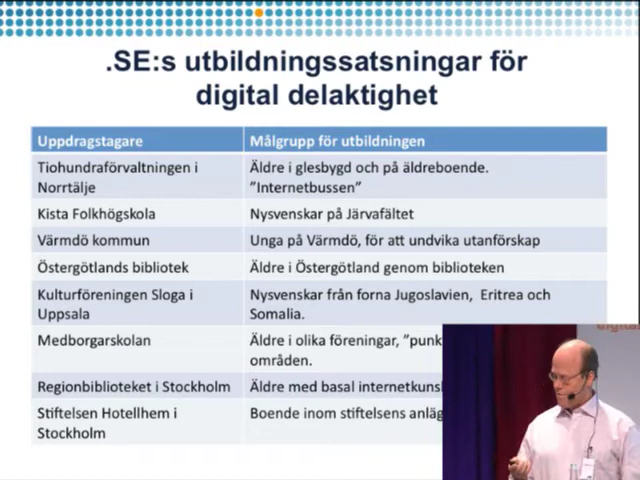 .SE:s utbildningssatsningar för
digital delaktighet
Uppdragstagare
Målgrupp för utbildningen
Tiohundraförvaltningen i
Norrtälje
Äldre i glesbygd och på äldreboende.
”Internetbussen”
Kista Folkhögskola
Nysvenskar på Järvafältet
Värmdö kommun
Unga på Värmdö, för att undvika utanförskap
Östergötlands bibliotek
Äldre i Östergötland genom biblioteken
Kulturföreningen Sloga i
Uppsala
Nysvenskar från forna Jugoslavien, Eritrea och
Somalia.
Medborgarskolan
Äldre i olika föreningar, ”punk
områden.
Regionbiblioteket i Stockholm
Äldre med basal internetkuns
Stiftelsen Hotellhem i
Stockholm
Boende inom stiftelsens anläg